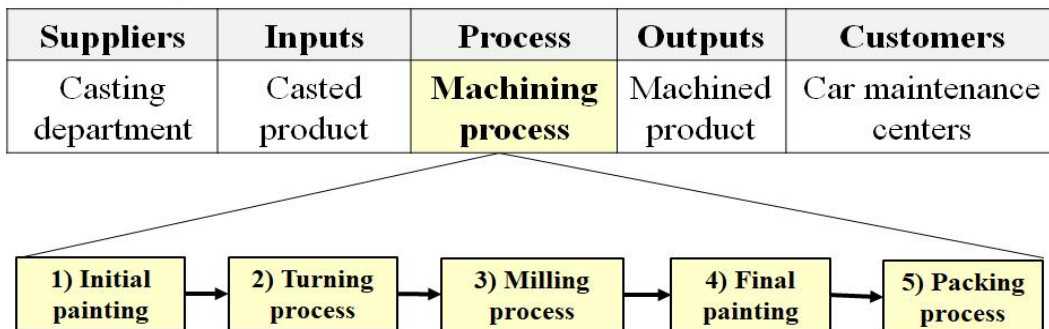 Suppliers Inputs Process Outputs Customers
Casting Casted Machining Machined Car maintenance
department product process product centers
1) Initial 2) Turning 3) Milling 4) Final 5) Packing
painting process process painting process